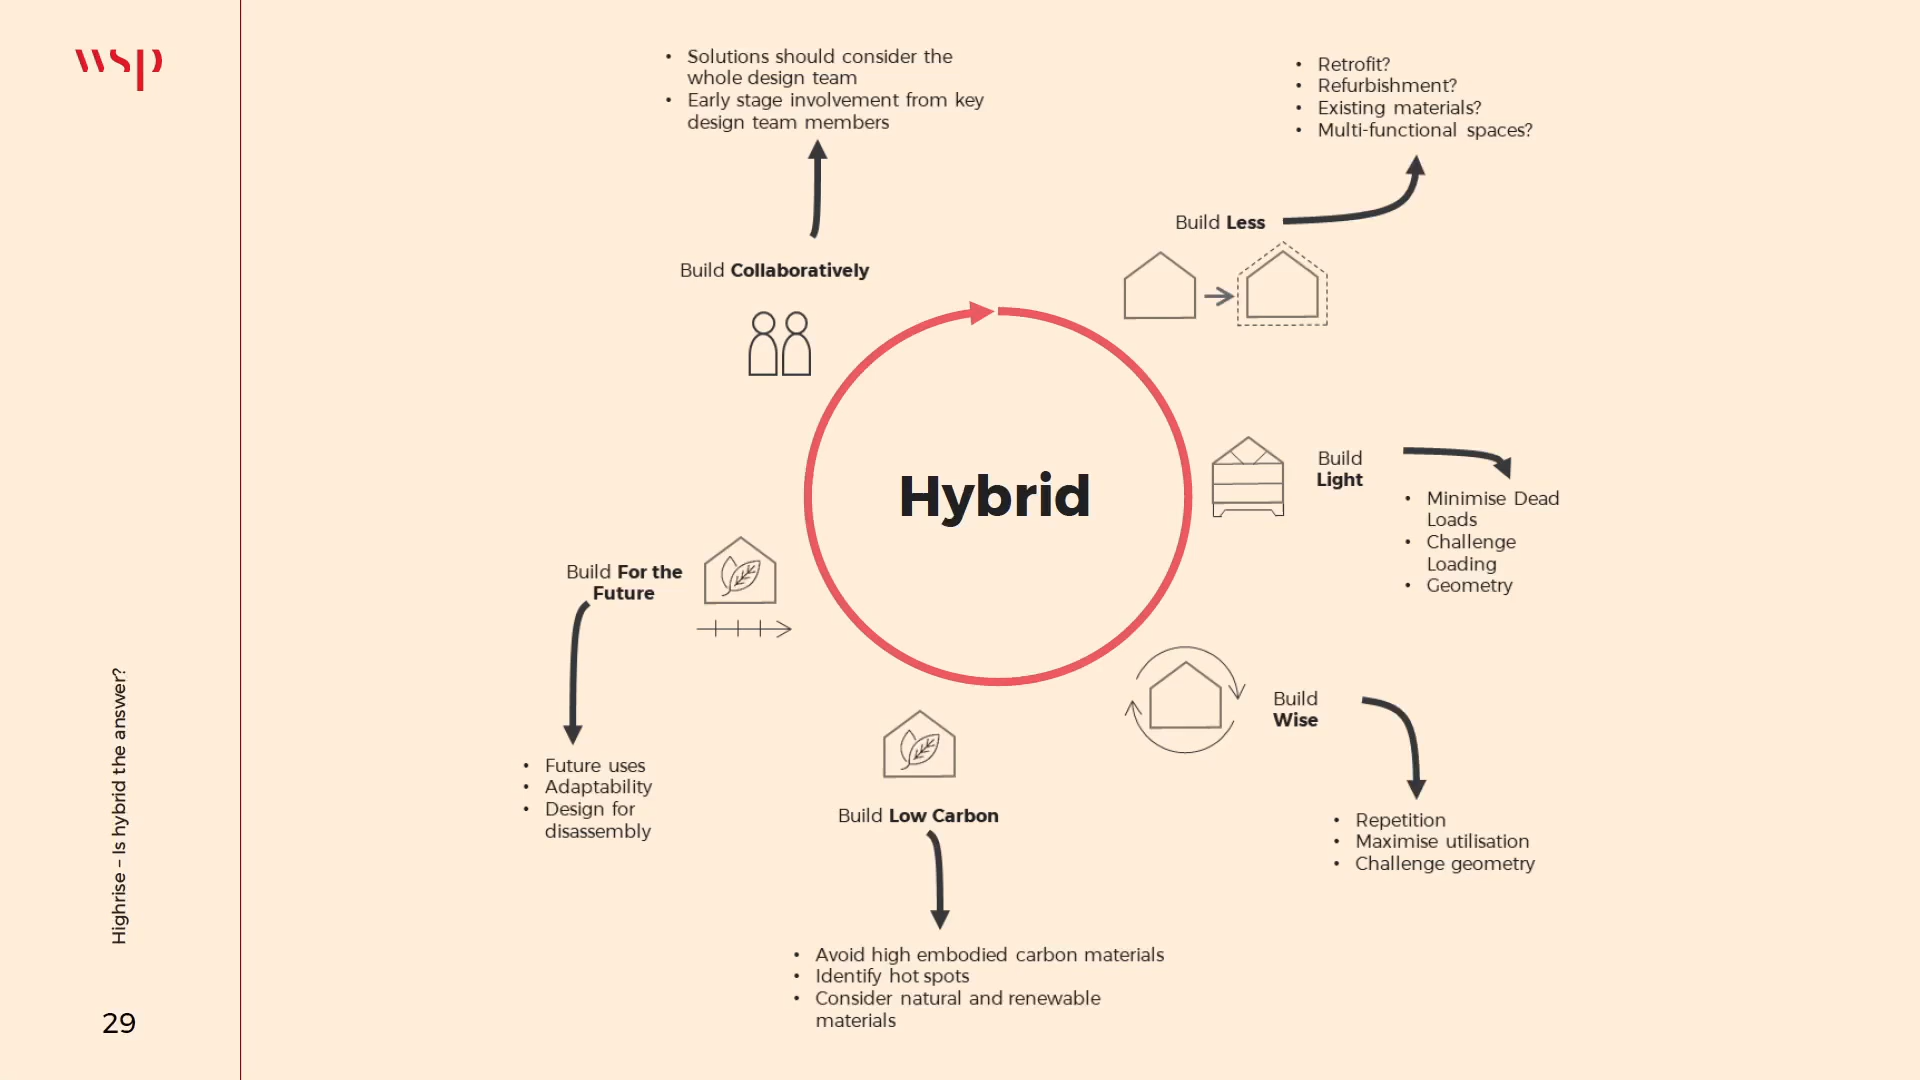 wsp
• Solutions should consider the
whole design team
• Early stage involvement from key
design team members
Build Collaboratively
• Retrofit?
• Refurbishment?
• Existing materials?
• Multi-functional spaces?
Build Less
Hybrid
Build
Light
• Minimise Dead
Loads
• Challenge
Loading
• Geometry
Build
Wise
• Repetition
• Maximise utilisation
• Challenge geometry
Build Low Carbon
• Avoid high embodied carbon materials
• Identify hot spots
• Consider natural and renewable
materials
Build For the
Future
• Future uses
• Adaptability
• Design for
disassembly
Highrise – Is hybrid the answer?
29